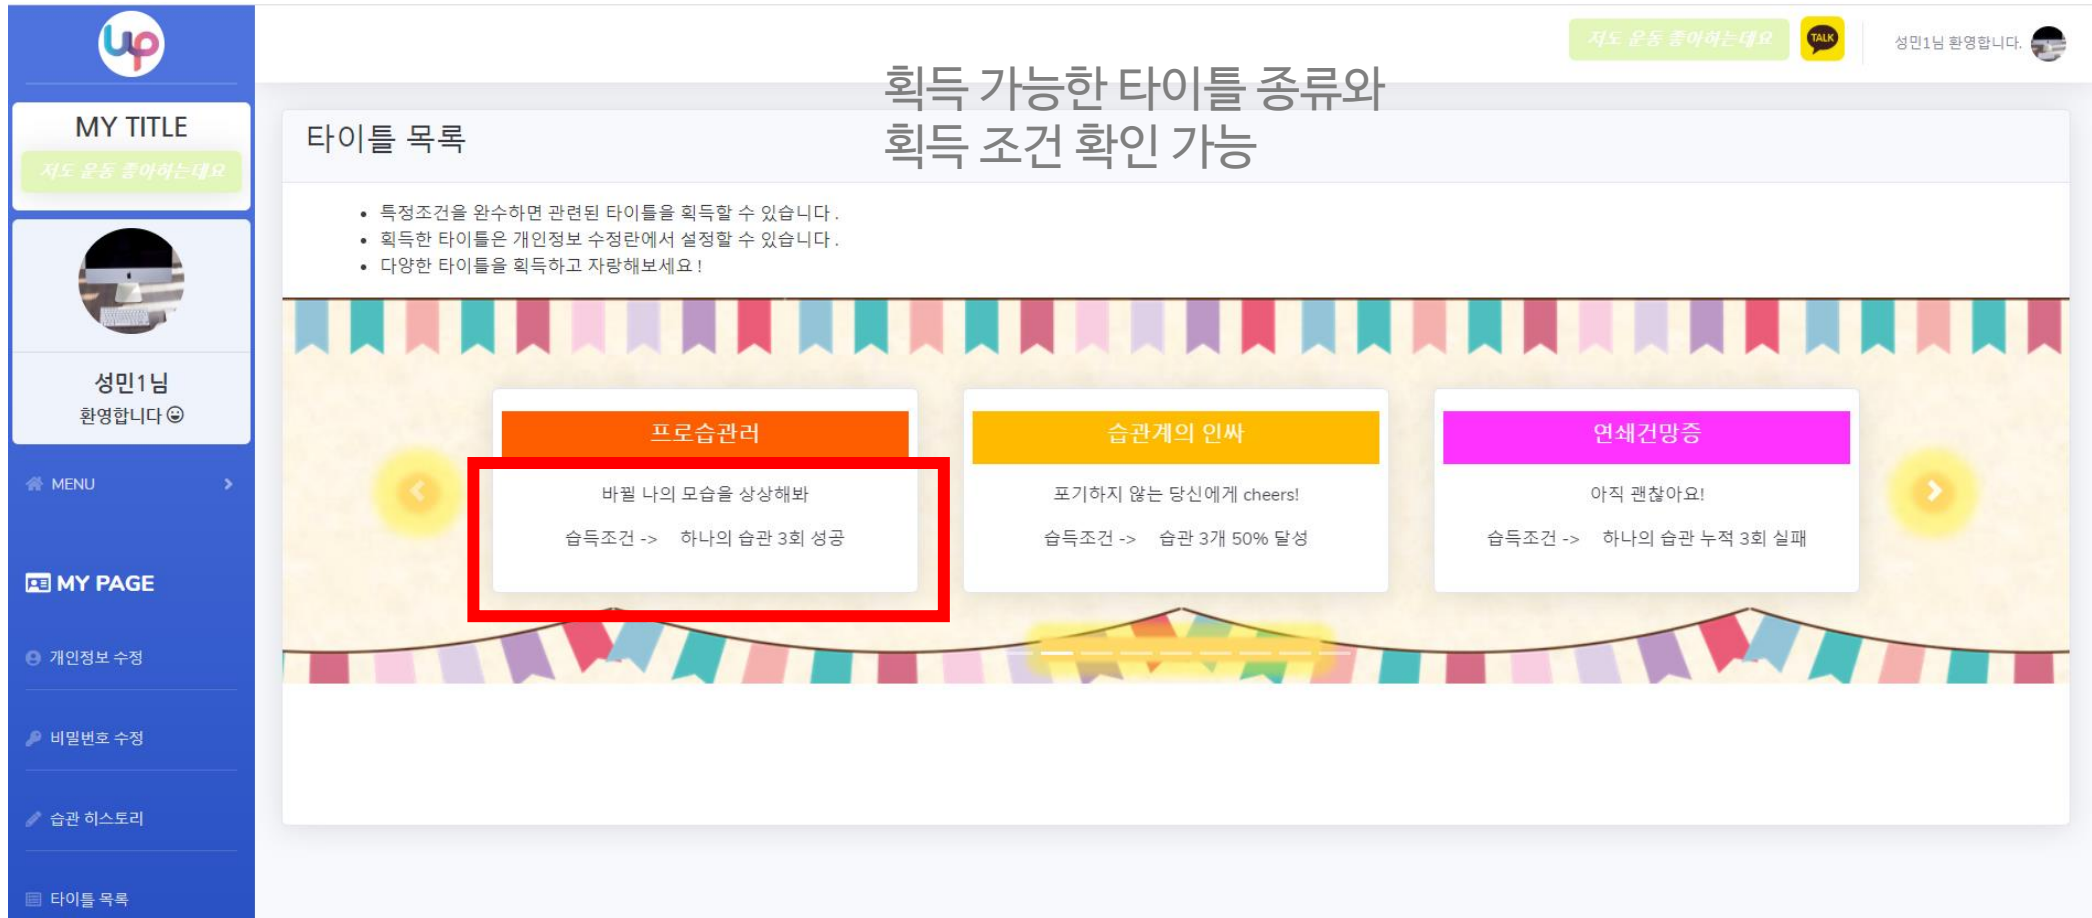 up
저도 운동 좋아하는데요
TALK
성민1님 환영합니다.
획득 가능한 타이틀 종류와
획득 조건 확인 가능
MY TITLE
저도 운동 좋아하는데요
성민1님
환영합니다
MENU
MY PAGE
개인정보 수정
비밀번호 수정
습관 히스토리
타이틀 목록
타이틀 목록
• 특정조건을 완수하면 관련된 타이틀을 획득할 수 있습니다 .
• 획득한 타이틀은 개인정보 수정란에서 설정할 수 있습니다 .
• 다양한 타이틀을 획득하고 자랑해보세요 !
프로습관러
바뀔 나의 모습을 상상해봐
습득조건 -> 하나의 습관 3회 성공
습관계의 인싸
포기하지 않는 당신에게 cheers!
습득조건 -> 습관 3개 50% 달성
연쇄건망증
아직 괜찮아요!
습득조건 -> 하나의 습관 누적 3회 실패